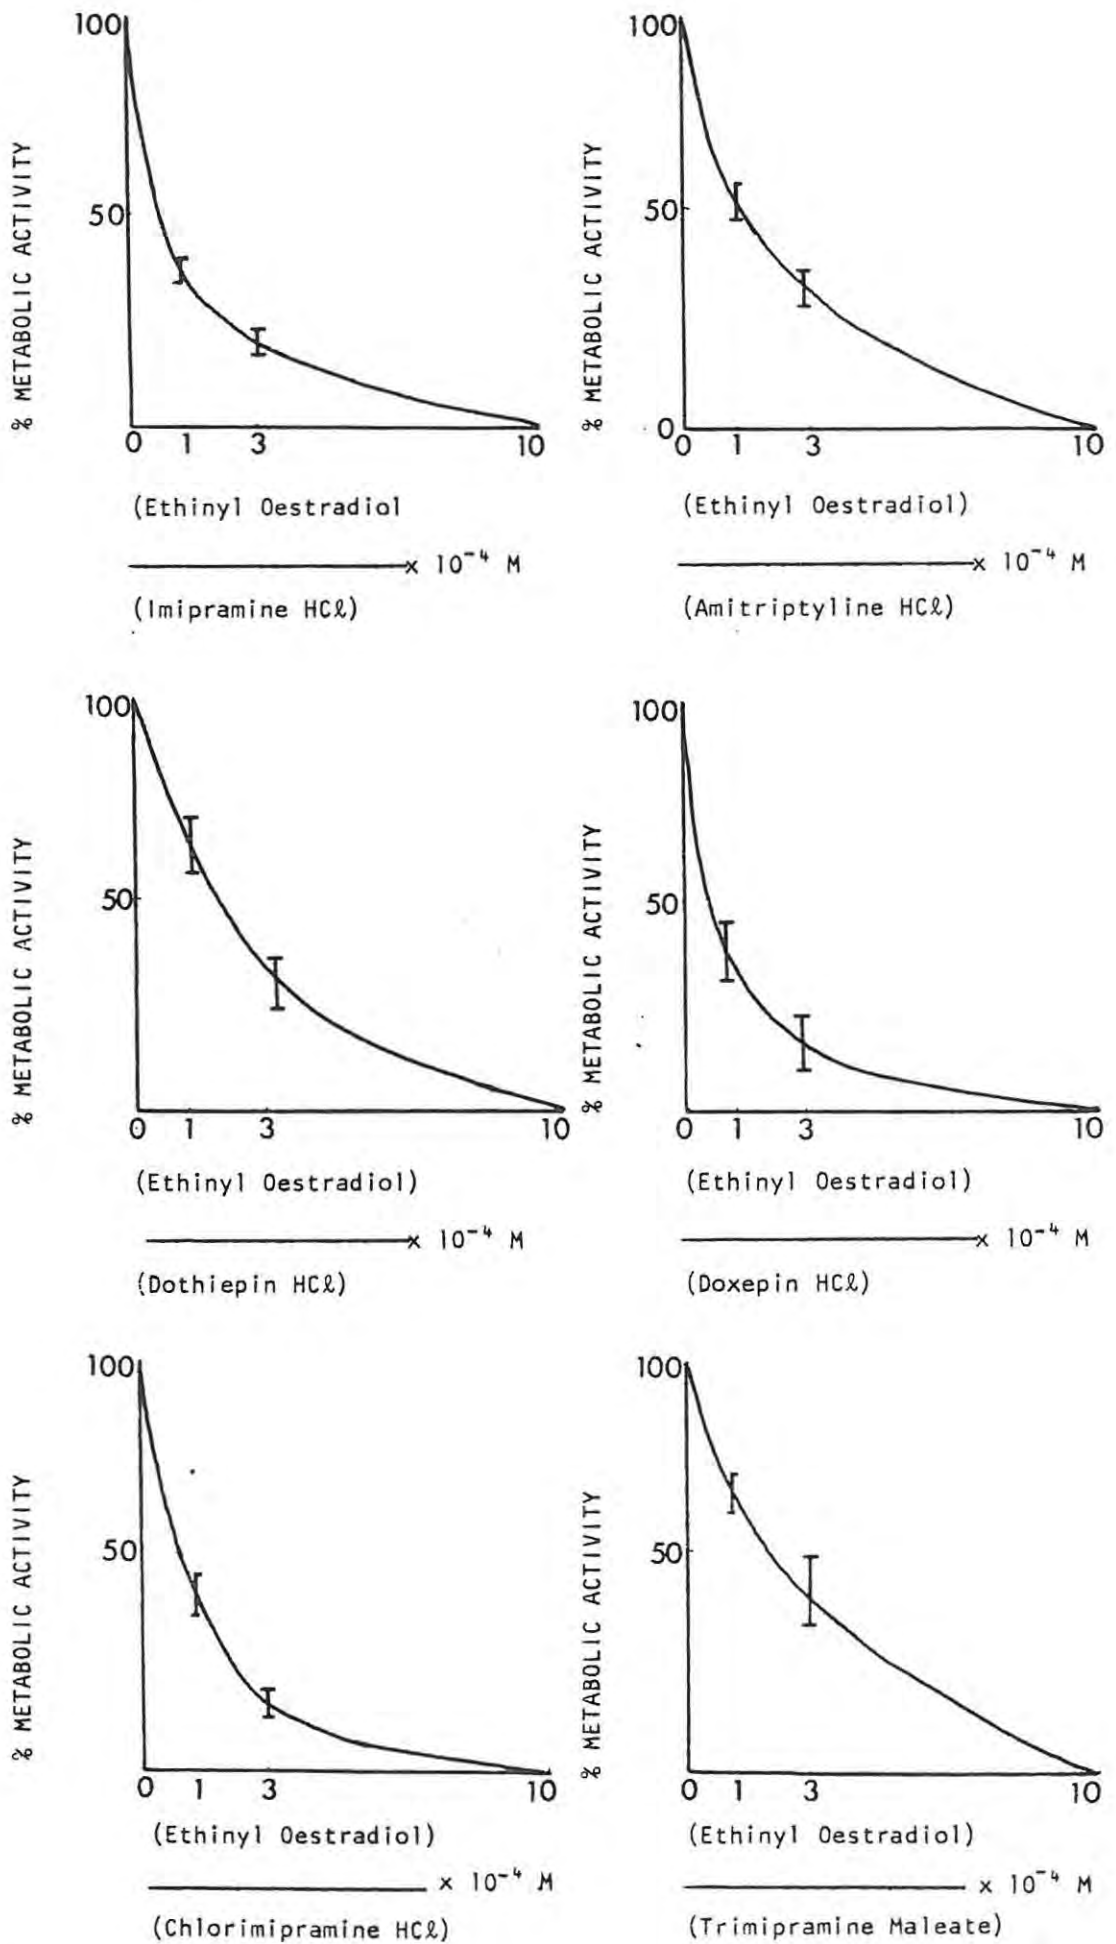 100
% METABOLIC ACTIVITY
50
0 1 3 10
(Ethinyl Oestradiol
x 10⁻⁴ M
(Imipramine HCℓ)
100
% METABOLIC ACTIVITY
50
0
0 1 3 10
(Ethinyl Oestradiol)
x 10⁻⁴ M
(Amitriptyline HCℓ)
100
% METABOLIC ACTIVITY
50
0 1 3 10
(Ethinyl Oestradiol)
x 10⁻⁴ M
(Dothiepin HCℓ)
100
% METABOLIC ACTIVITY
50
0 1 3 10
(Ethinyl Oestradiol)
x 10⁻⁴ M
(Doxepin HCℓ)
100
% METABOLIC ACTIVITY
50
0 1 3 10
(Ethinyl Oestradiol)
x 10⁻⁴ M
(Chlorimipramine HCℓ)
100
% METABOLIC ACTIVITY
50
0 1 3 10
(Ethinyl Oestradiol)
x 10⁻⁴ M
(Trimipramine Maleate)